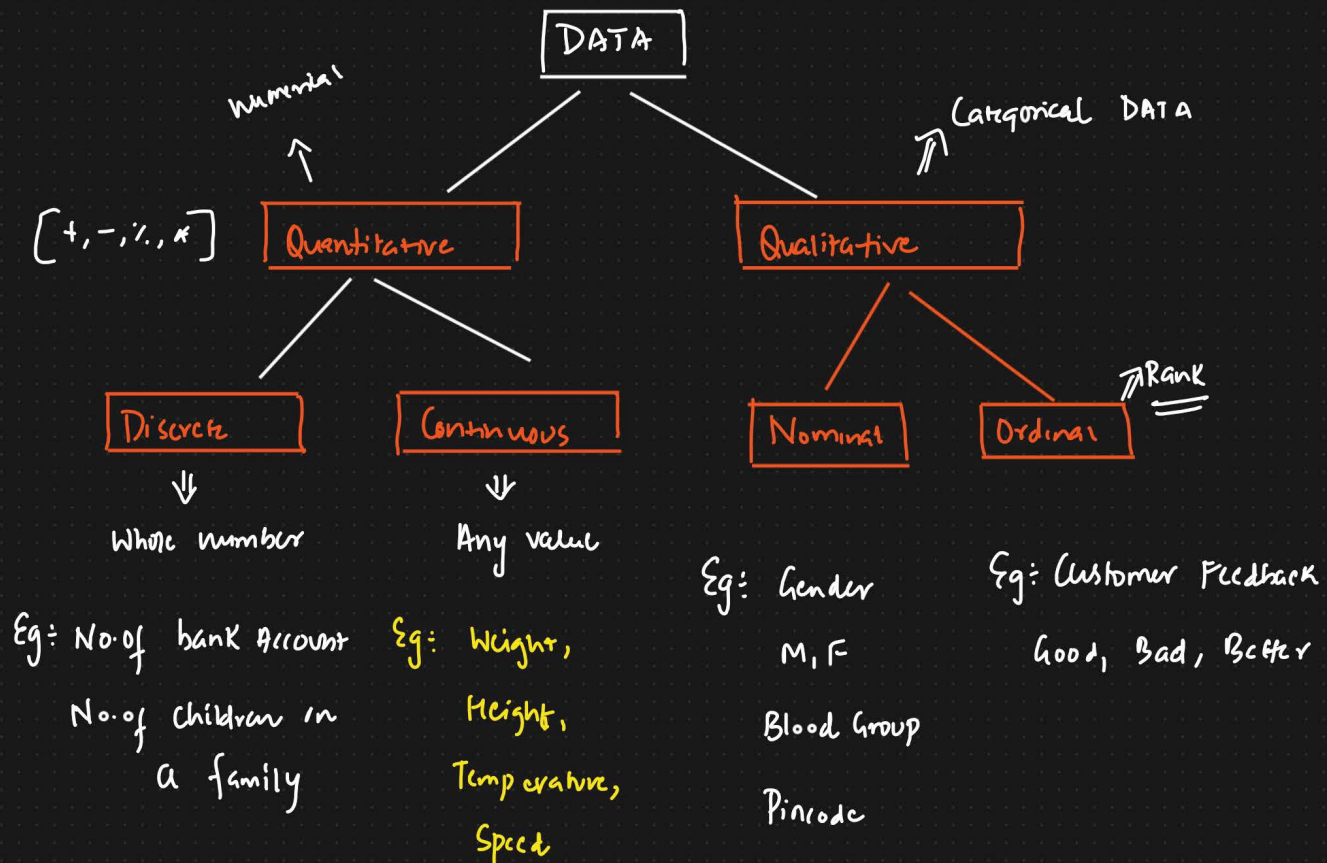 DATA
Numerial
Categorical DATA
[+, -, %, *]
Quantitative
Qualitative
Rank
Discrete
Continuous
Nominal
Ordinal
Whole number
Any value
Eg: Gender
Eg: Customer Feedback
M, F
Good, Bad, Better
Blood Group
Pincode
Eg: No. of bank Account
No. of children in
a family
Eg: Weight,
Height,
Temperature,
Speed